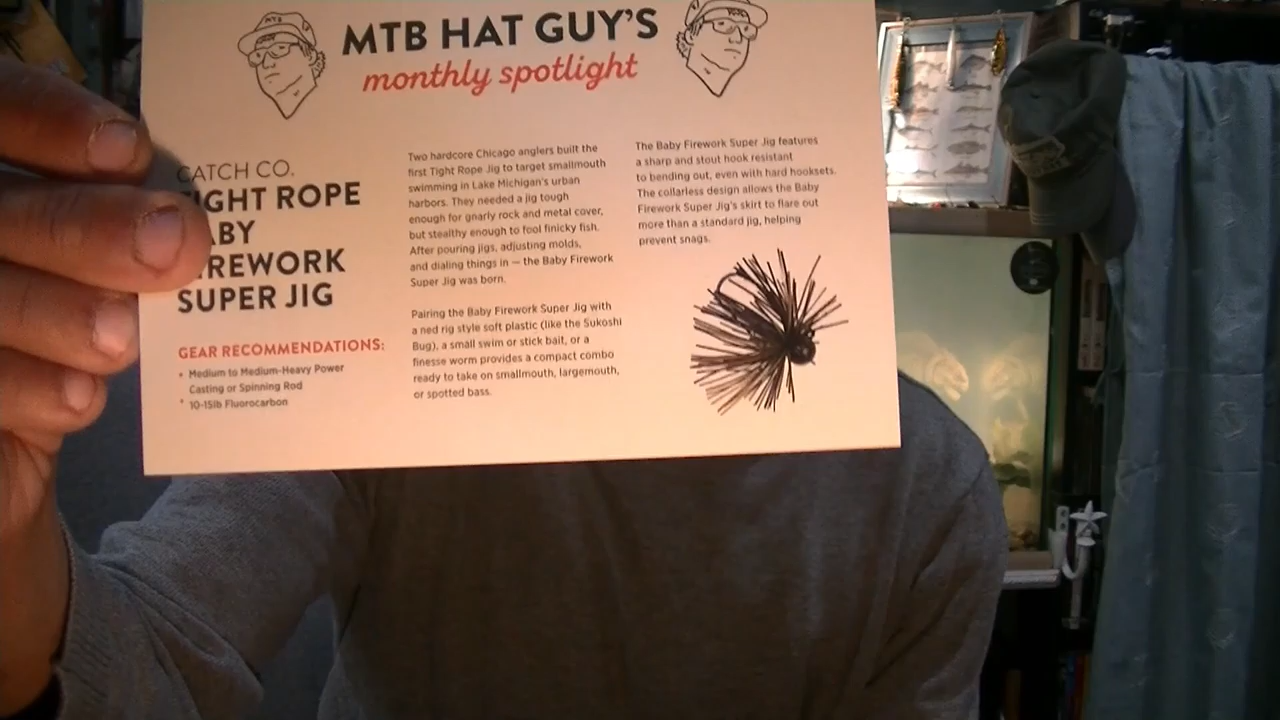 MTB HAT GUY'S
monthly spotlight
CATCH CO.
TIGHT ROPE
BABY
FIREWORK
SUPER JIG
GEAR RECOMMENDATIONS:
• Medium to Medium-Heavy Power
Casting or Spinning Rod
• 10-15lb Fluorocarbon
Two hardcore Chicago anglers built the
first Tight Rope Jig to target smallmouth
swimming in Lake Michigan's urban
harbors. They needed a jig tough
enough for gnarly rock and metal cover,
but stealthy enough to fool finicky fish.
After pouring jigs, adjusting molds,
and dialing things in — the Baby Firework
Super Jig was born.
Pairing the Baby Firework Super Jig with
a ned rig style soft plastic (like the Sukoshi
Bug), a small swim or stick bait, or a
finesse worm provides a compact combo
ready to take on smallmouth, largemouth,
or spotted bass.
The Baby Firework Super Jig features
a sharp and stout hook resistant
to bending out, even with hard hooksets.
The collarless design allows the Baby
Firework Super Jig's skirt to flare out
more than a standard jig, helping
prevent snags.